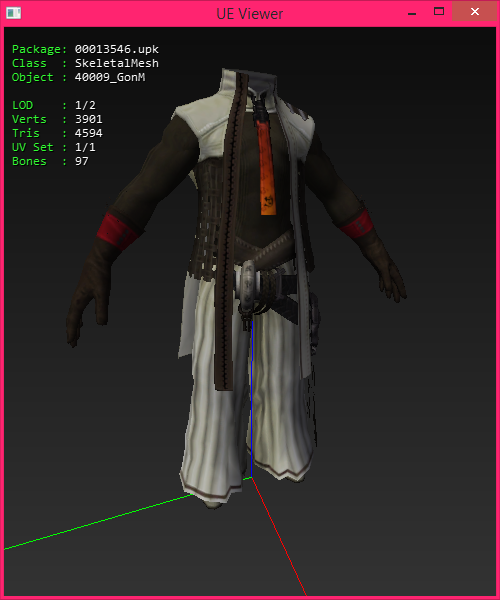 UE Viewer
Package: 00013546.upk
Class : SkeletalMesh
Object : 40009_GonM
LOD : 1/2
Verts : 3901
Tris : 4594
UV Set : 1/1
Bones : 97